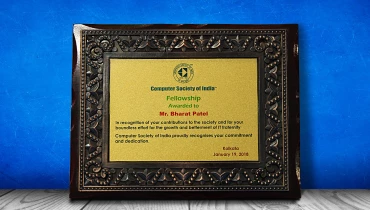 Computer Society of India
Fellowship
Awarded to
Mr. Bharat Patel
In recognition of your contributions to the society and for your
boundless effort for the growth and betterment of IT fraternity
Computer Society of India proudly recognises your commitment
and dedication.
Kolkata
January 19, 2018